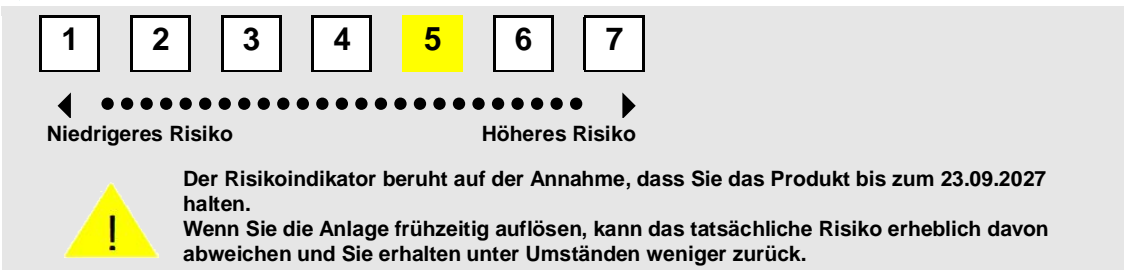 1 2 3 4 5 6 7
Niedrigeres Risiko Höheres Risiko
Der Risikoindikator beruht auf der Annahme, dass Sie das Produkt bis zum 23.09.2027
halten.
Wenn Sie die Anlage frühzeitig auflösen, kann das tatsächliche Risiko erheblich davon
abweichen und Sie erhalten unter Umständen weniger zurück.
!